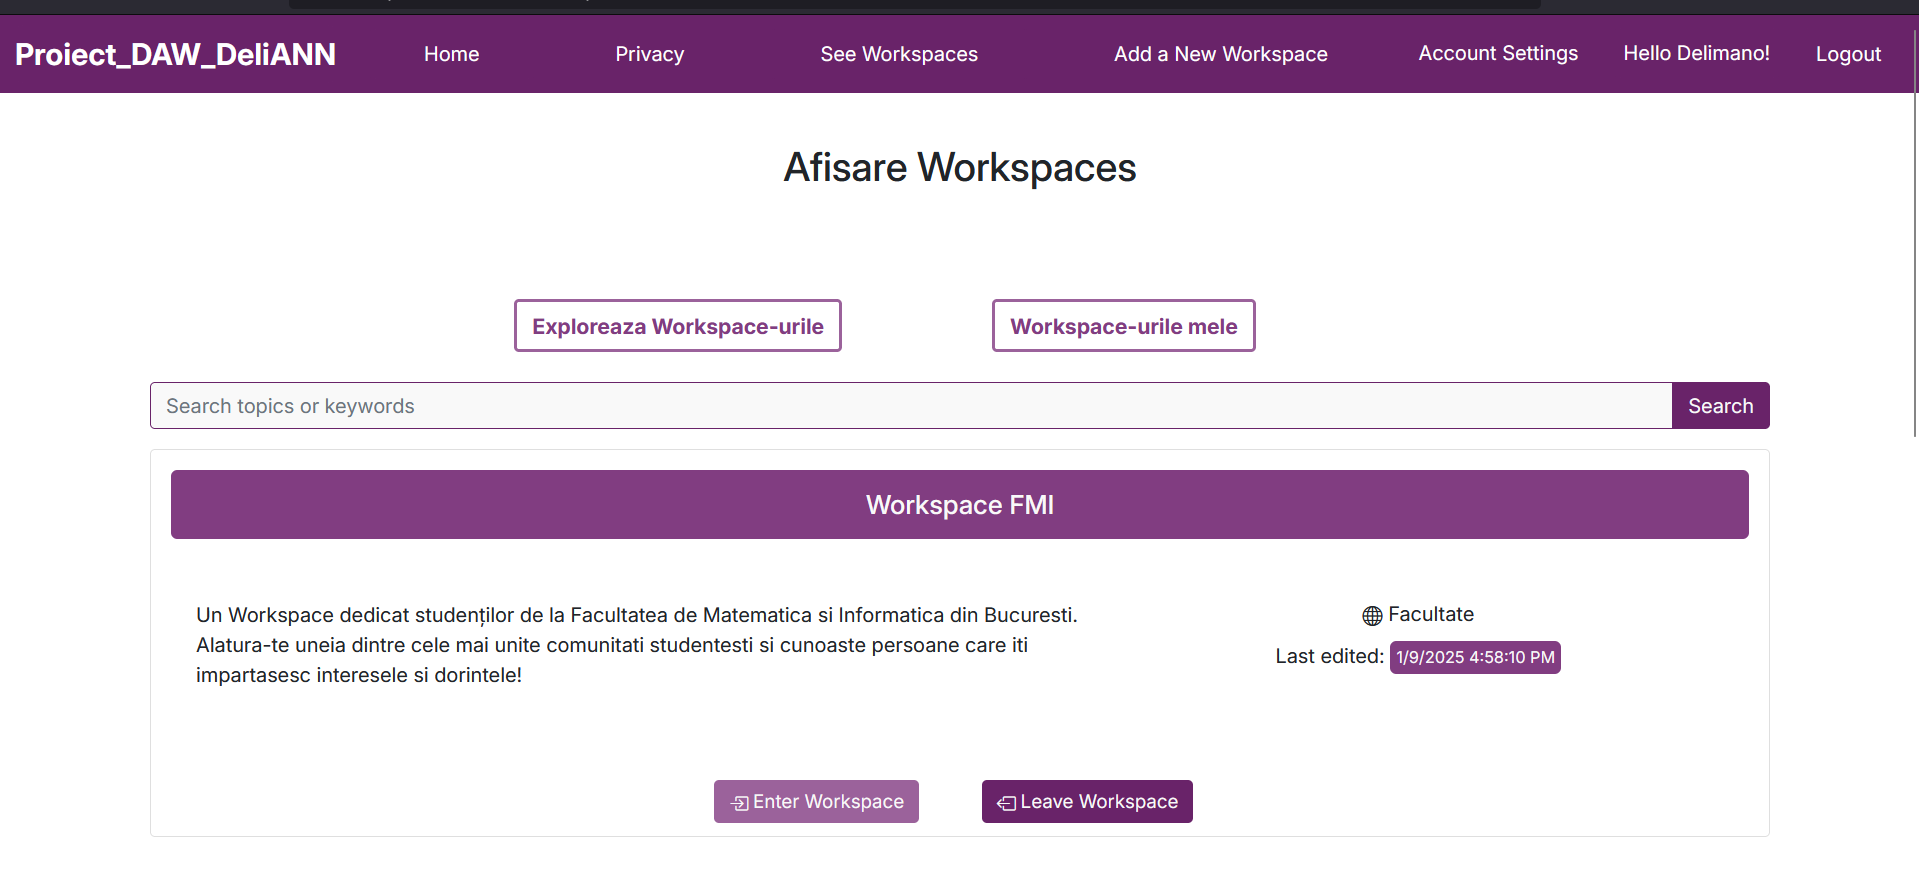 Proiect_DAW_DeliANN Home Privacy See Workspaces Add a New Workspace Account Settings Hello Delimano! Logout
Afisare Workspaces
Exploreaza Workspace-urile Workspace-urile mele
Search topics or keywords Search
Workspace FMI
Un Workspace dedicat studenților de la Facultatea de Matematica si Informatica din Bucuresti.
Alatura-te uneia dintre cele mai unite comunitati studentesti si cunoaste persoane care iti
impartasesc interesele si dorintele!
Facultate
Last edited: 1/9/2025 4:58:10 PM
Enter Workspace Leave Workspace